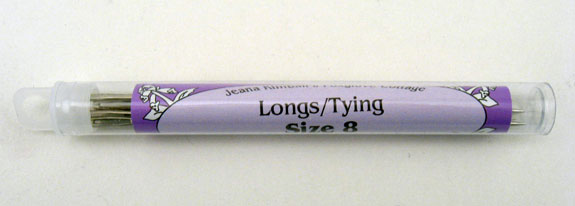 Jeana Kimball's Foxglove Cottage
Longs/Tying
Size 8